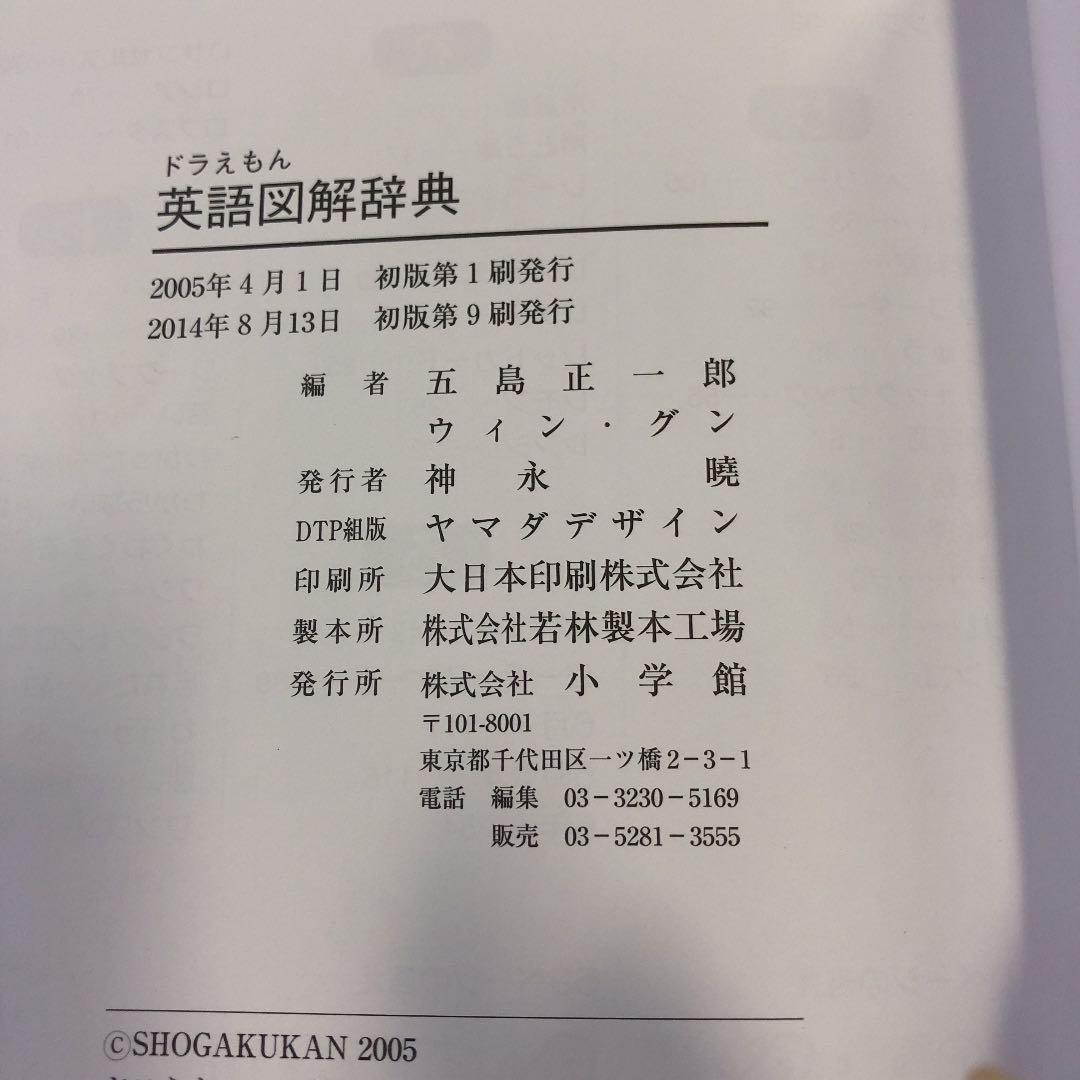 ドラえもん
英語図解辞典
2005年4月1日 初版第1刷発行
2014年8月13日 初版第9刷発行
編者 五島正一郎
ウィン・グン
発行者 神永曉
DTP組版 ヤマダデザイン
印刷所 大日本印刷株式会社
製本所 株式会社若林製本工場
発行所 株式会社 小学館
〒101-8001
東京都千代田区一ツ橋2-3-1
電話 編集 03-3230-5169
販売 03-5281-3555
©SHOGAKUKAN 2005